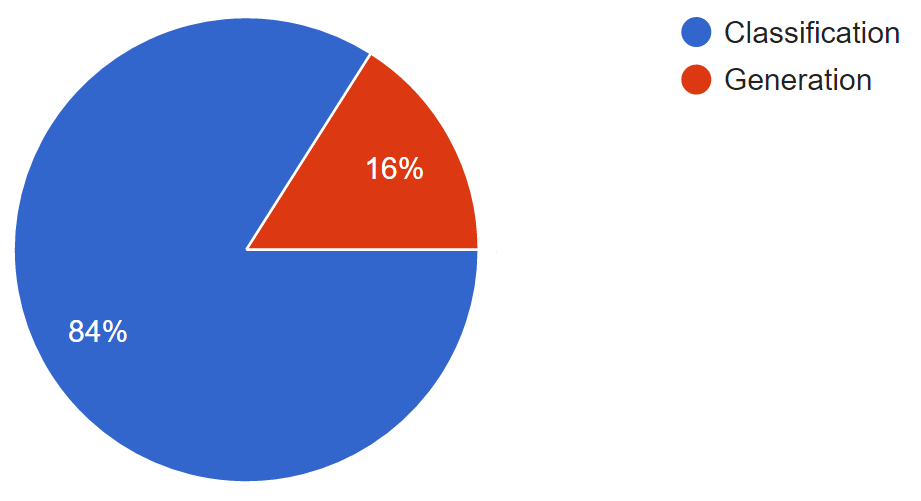 Classification
Generation
16%
84%